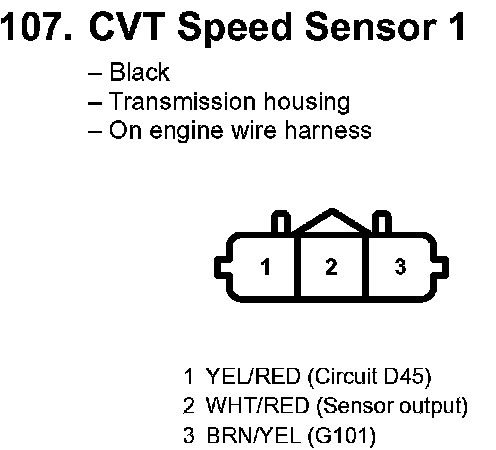 107. CVT Speed Sensor 1
– Black
– Transmission housing
– On engine wire harness
1 2 3
1 YEL/RED (Circuit D45)
2 WHT/RED (Sensor output)
3 BRN/YEL (G101)